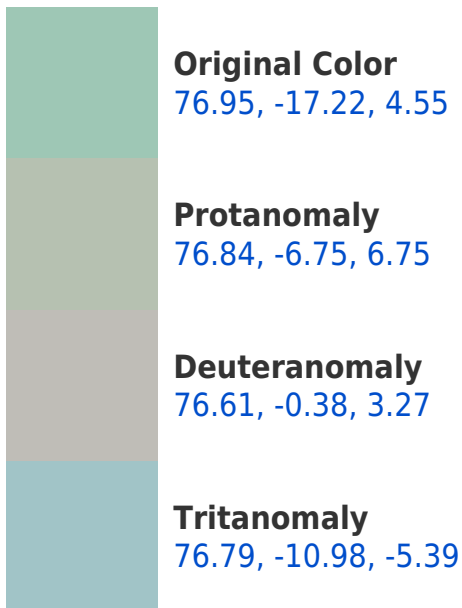 Original Color
76.95, -17.22, 4.55
Protanomaly
76.84, -6.75, 6.75
Deuteranomaly
76.61, -0.38, 3.27
Tritanomaly
76.79, -10.98, -5.39